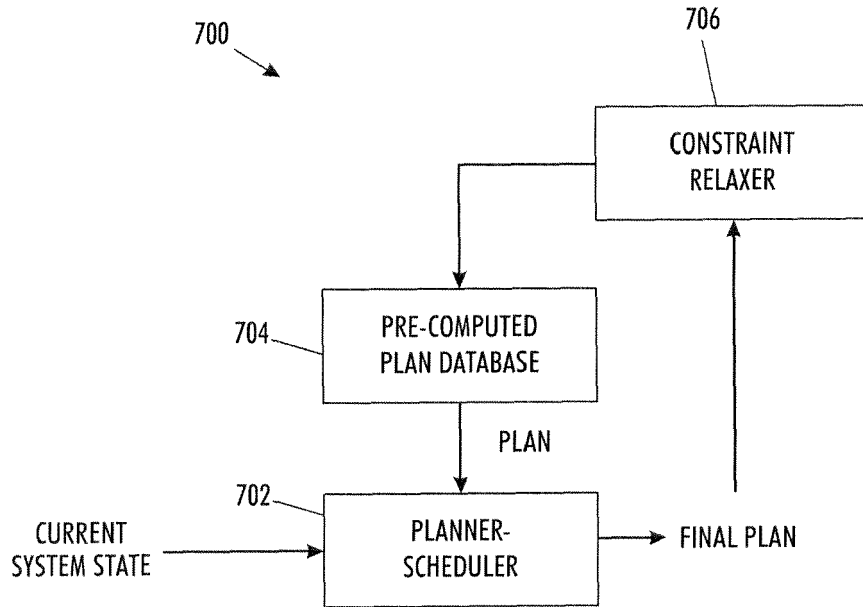 700
706
CONSTRAINT
RELAXER
704
PRE-COMPUTED
PLAN DATABASE
PLAN
702
PLANNER-
SCHEDULER
CURRENT
SYSTEM STATE
FINAL PLAN